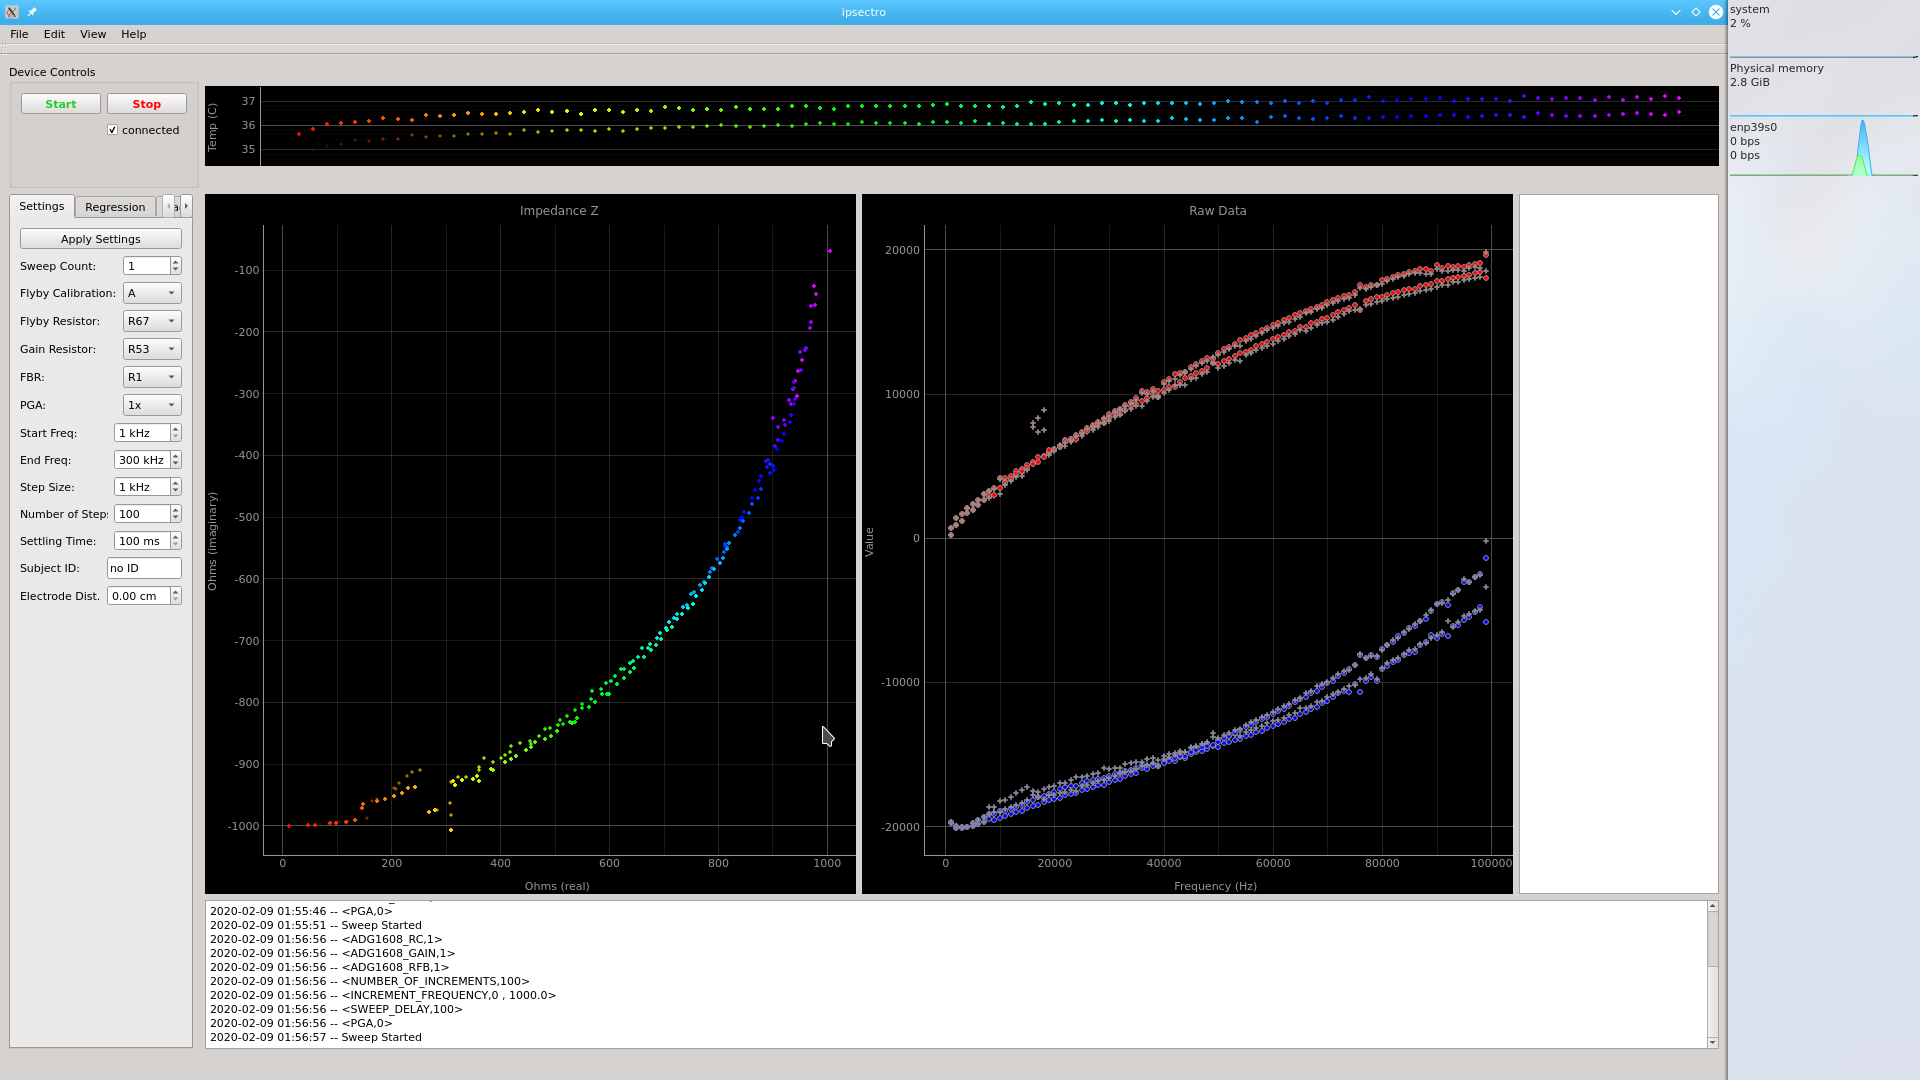 ipsectro
File Edit View Help
Device Controls
Start Stop
connected
Temp (C)
37
36
35
Settings Regression
Apply Settings
Sweep Count: 1
Flyby Calibration: A
Flyby Resistor: R67
Gain Resistor: R53
FBR: R1
PGA: 1x
Start Freq: 1 kHz
End Freq: 300 kHz
Step Size: 1 kHz
Number of Steps 100
Settling Time: 100 ms
Subject ID: no ID
Electrode Dist. 0.00 cm
Impedance Z
Ohms (imaginary)
-100
-200
-300
-400
-500
-600
-700
-800
-900
-1000
0 200 400 600 800 1000
Ohms (real)
Raw Data
Value
20000
10000
0
-10000
-20000
0 20000 40000 60000 80000 100000
Frequency (Hz)
2020-02-09 01:55:46 -- <PGA,0>
2020-02-09 01:55:51 -- Sweep Started
2020-02-09 01:56:56 -- <ADG1608_RC,1>
2020-02-09 01:56:56 -- <ADG1608_GAIN,1>
2020-02-09 01:56:56 -- <ADG1608_RFB,1>
2020-02-09 01:56:56 -- <NUMBER_OF_INCREMENTS,100>
2020-02-09 01:56:56 -- <INCREMENT_FREQUENCY,0 , 1000.0>
2020-02-09 01:56:56 -- <SWEEP_DELAY,100>
2020-02-09 01:56:56 -- <PGA,0>
2020-02-09 01:56:57 -- Sweep Started
system
2 %
Physical memory
2.8 GiB
enp39s0
0 bps
0 bps